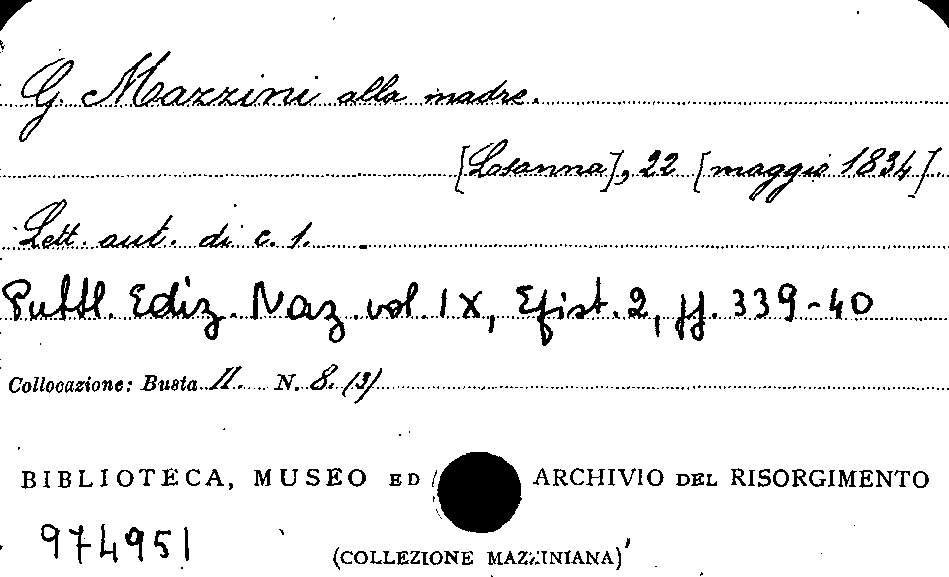 G. Mazzini alla madre.
[Losanna], 22 [maggio 1834].
Lett. aut. di c. 1.
Pubbl. Ediz. Naz. vol. IX, Epist. 2, pp. 339-40
Collocazione: Busta II. N. 8. (3)
BIBLIOTECA, MUSEO ED ARCHIVIO DEL RISORGIMENTO
974951
(COLLEZIONE MAZZINIANA)